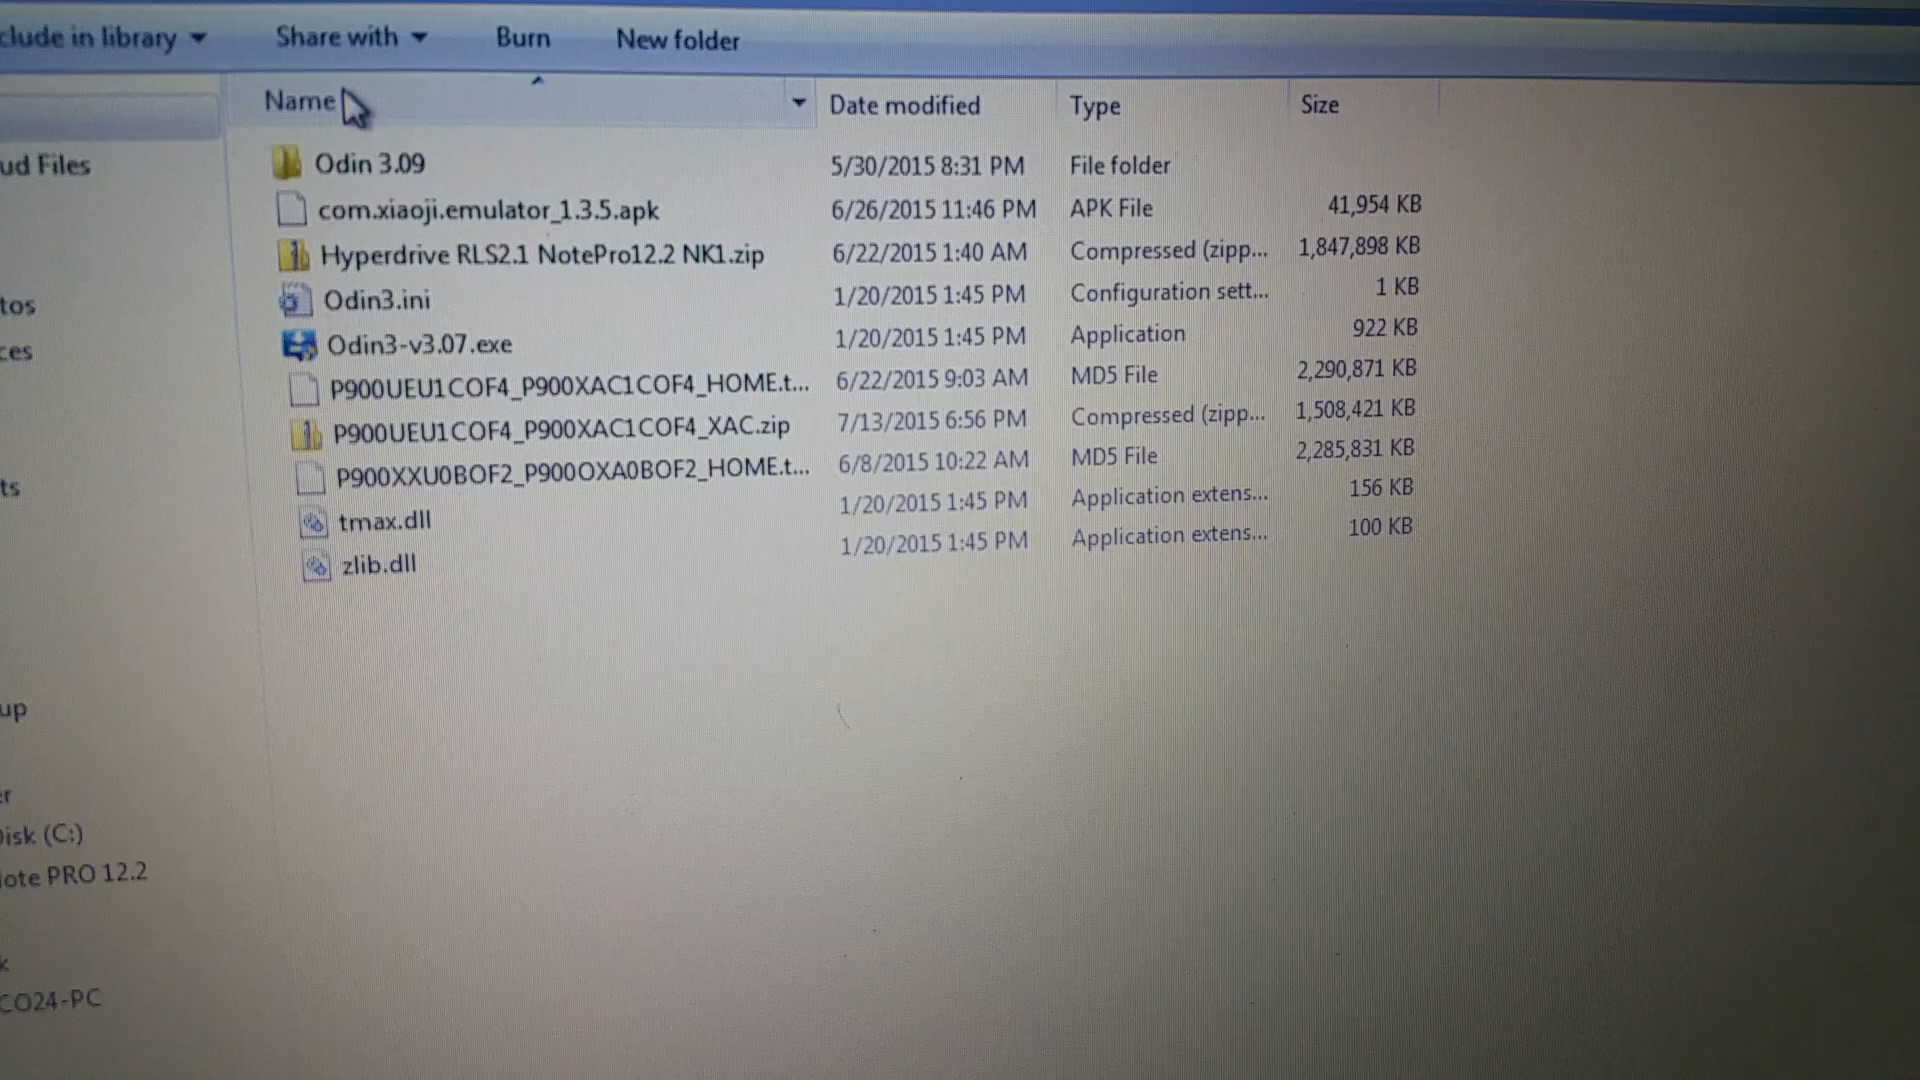 clude in library Share with Burn New folder
Name Date modified Type Size
Odin 3.09 5/30/2015 8:31 PM File folder
com.xiaoji.emulator_1.3.5.apk 6/26/2015 11:46 PM APK File 41,954 KB
Hyperdrive RLS2.1 NotePro12.2 NK1.zip 6/22/2015 1:40 AM Compressed (zipp... 1,847,898 KB
Odin3.ini 1/20/2015 1:45 PM Configuration sett... 1 KB
Odin3-v3.07.exe 1/20/2015 1:45 PM Application 922 KB
P900UEU1COF4_P900XAC1COF4_HOME.t... 6/22/2015 9:03 AM MD5 File 2,290,871 KB
P900UEU1COF4_P900XAC1COF4_XAC.zip 7/13/2015 6:56 PM Compressed (zipp... 1,508,421 KB
P900XXU0BOF2_P900OXA0BOF2_HOME.t... 6/8/2015 10:22 AM MD5 File 2,285,831 KB
tmax.dll 1/20/2015 1:45 PM Application extens... 156 KB
zlib.dll 1/20/2015 1:45 PM Application extens... 100 KB
ud Files
tos
ces
ts
up
er
Disk (C:)
lote PRO 12.2
k
CO24-PC